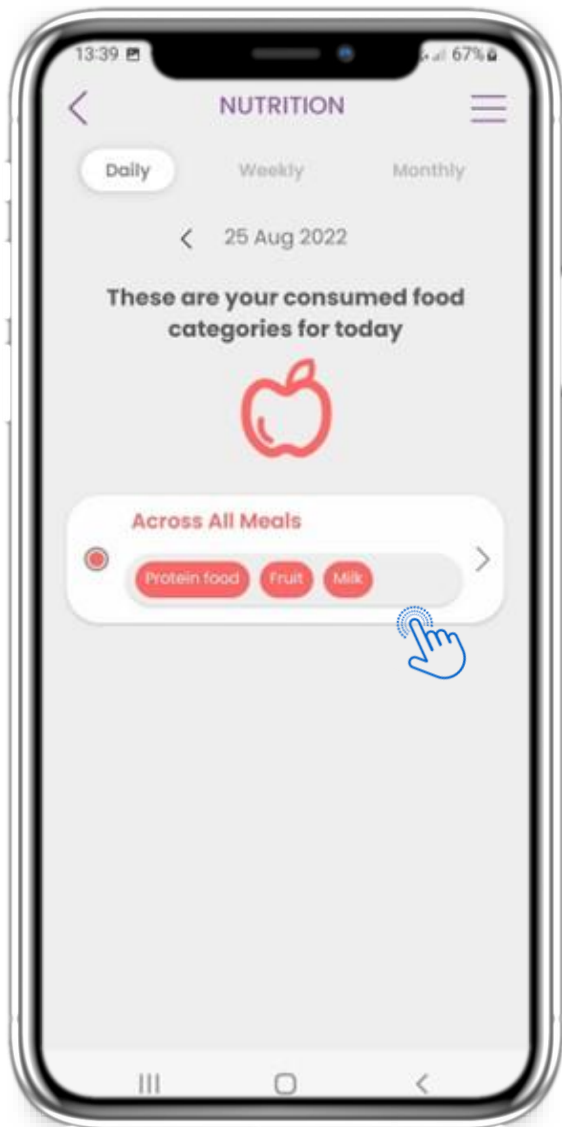 13:39 67%
NUTRITION
Daily Weekly Monthly
25 Aug 2022
These are your consumed food
categories for today
Across All Meals
Protein food Fruit Milk